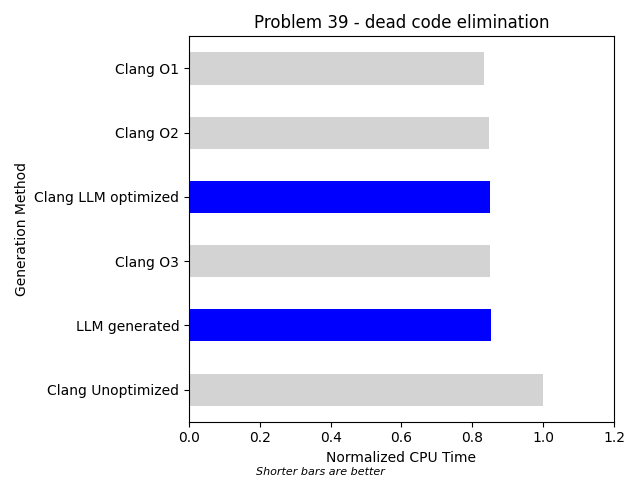 Problem 39 - dead code elimination
Clang O1
Clang O2
Clang LLM optimized
Clang O3
LLM generated
Clang Unoptimized
Generation Method
0.0 0.2 0.4 0.6 0.8 1.0 1.2
Normalized CPU Time
Shorter bars are better